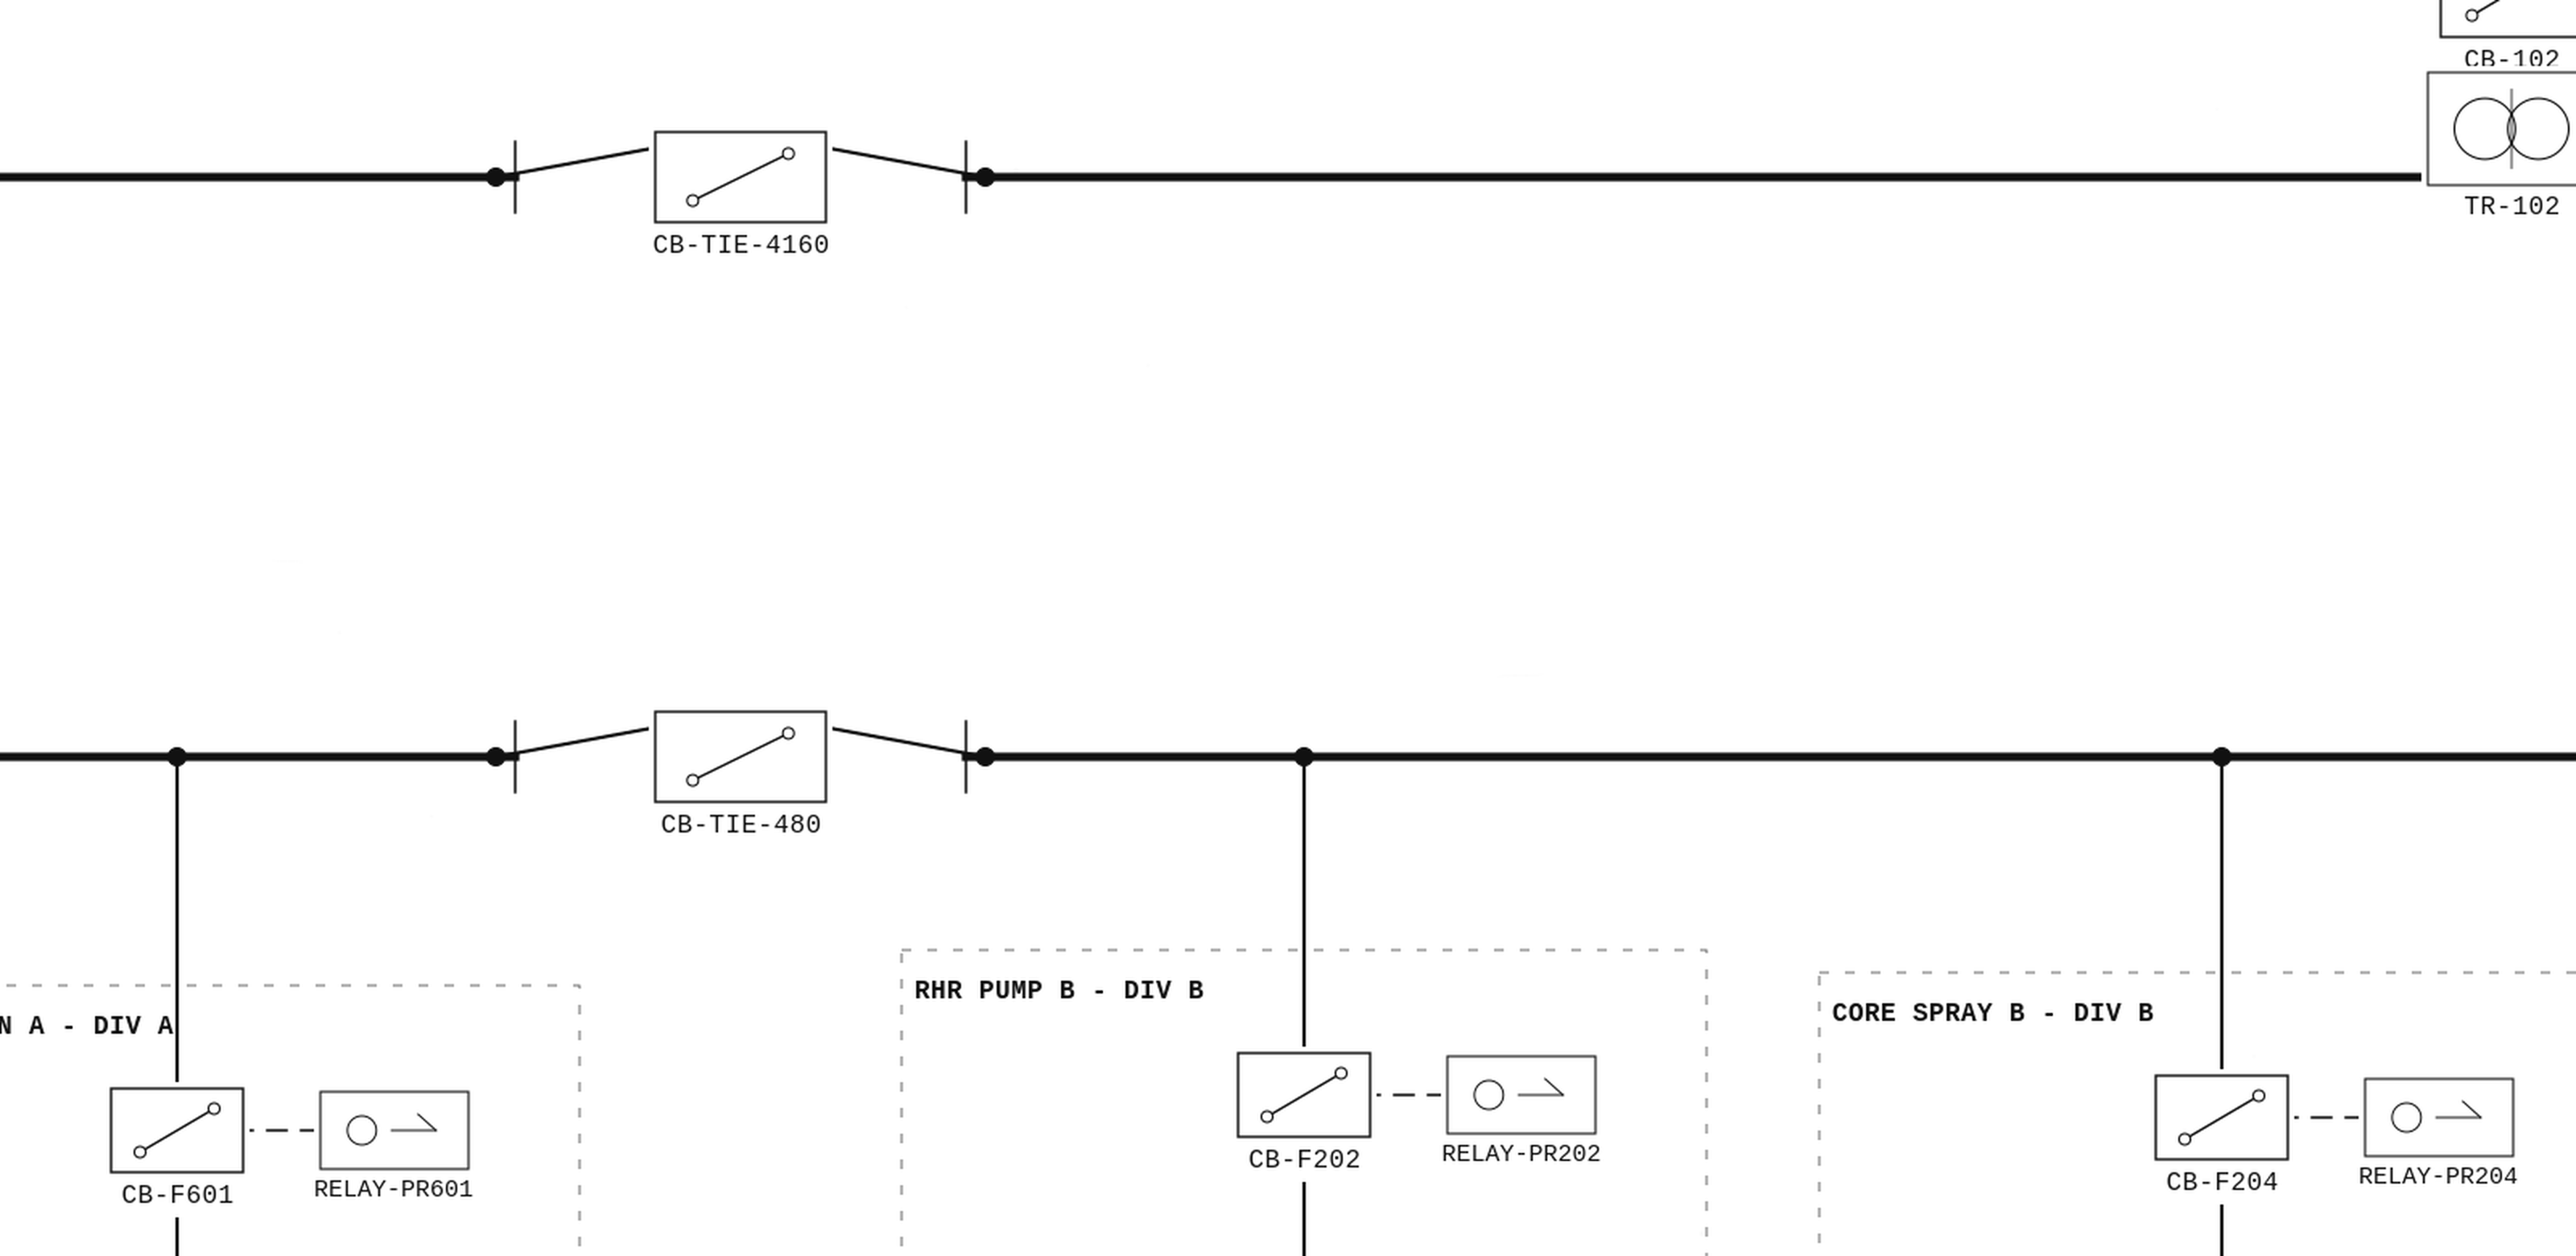 CB-102
TR-102
CB-TIE-4160
CB-TIE-480
N A - DIV A
RHR PUMP B - DIV B
CORE SPRAY B - DIV B
CB-F601
RELAY-PR601
CB-F202
RELAY-PR202
CB-F204
RELAY-PR204